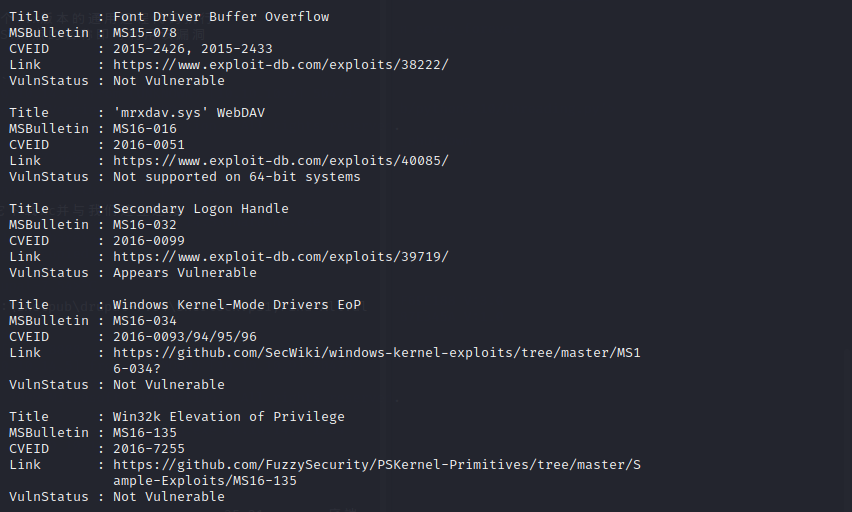 Title      : Font Driver Buffer Overflow
MSBulletin : MS15-078
CVEID      : 2015-2426, 2015-2433
Link       : https://www.exploit-db.com/exploits/38222/
VulnStatus : Not Vulnerable
Title      : 'mrxdav.sys' WebDAV
MSBulletin : MS16-016
CVEID      : 2016-0051
Link       : https://www.exploit-db.com/exploits/40085/
VulnStatus : Not supported on 64-bit systems
Title      : Secondary Logon Handle
MSBulletin : MS16-032
CVEID      : 2016-0099
Link       : https://www.exploit-db.com/exploits/39719/
VulnStatus : Appears Vulnerable
Title      : Windows Kernel-Mode Drivers EoP
MSBulletin : MS16-034
CVEID      : 2016-0093/94/95/96
Link       : https://github.com/SecWiki/windows-kernel-exploits/tree/master/MS1
6-034?
VulnStatus : Not Vulnerable
Title      : Win32k Elevation of Privilege
MSBulletin : MS16-135
CVEID      : 2016-7255
Link       : https://github.com/FuzzySecurity/PSKernel-Primitives/tree/master/S
ample-Exploits/MS16-135
VulnStatus : Not Vulnerable